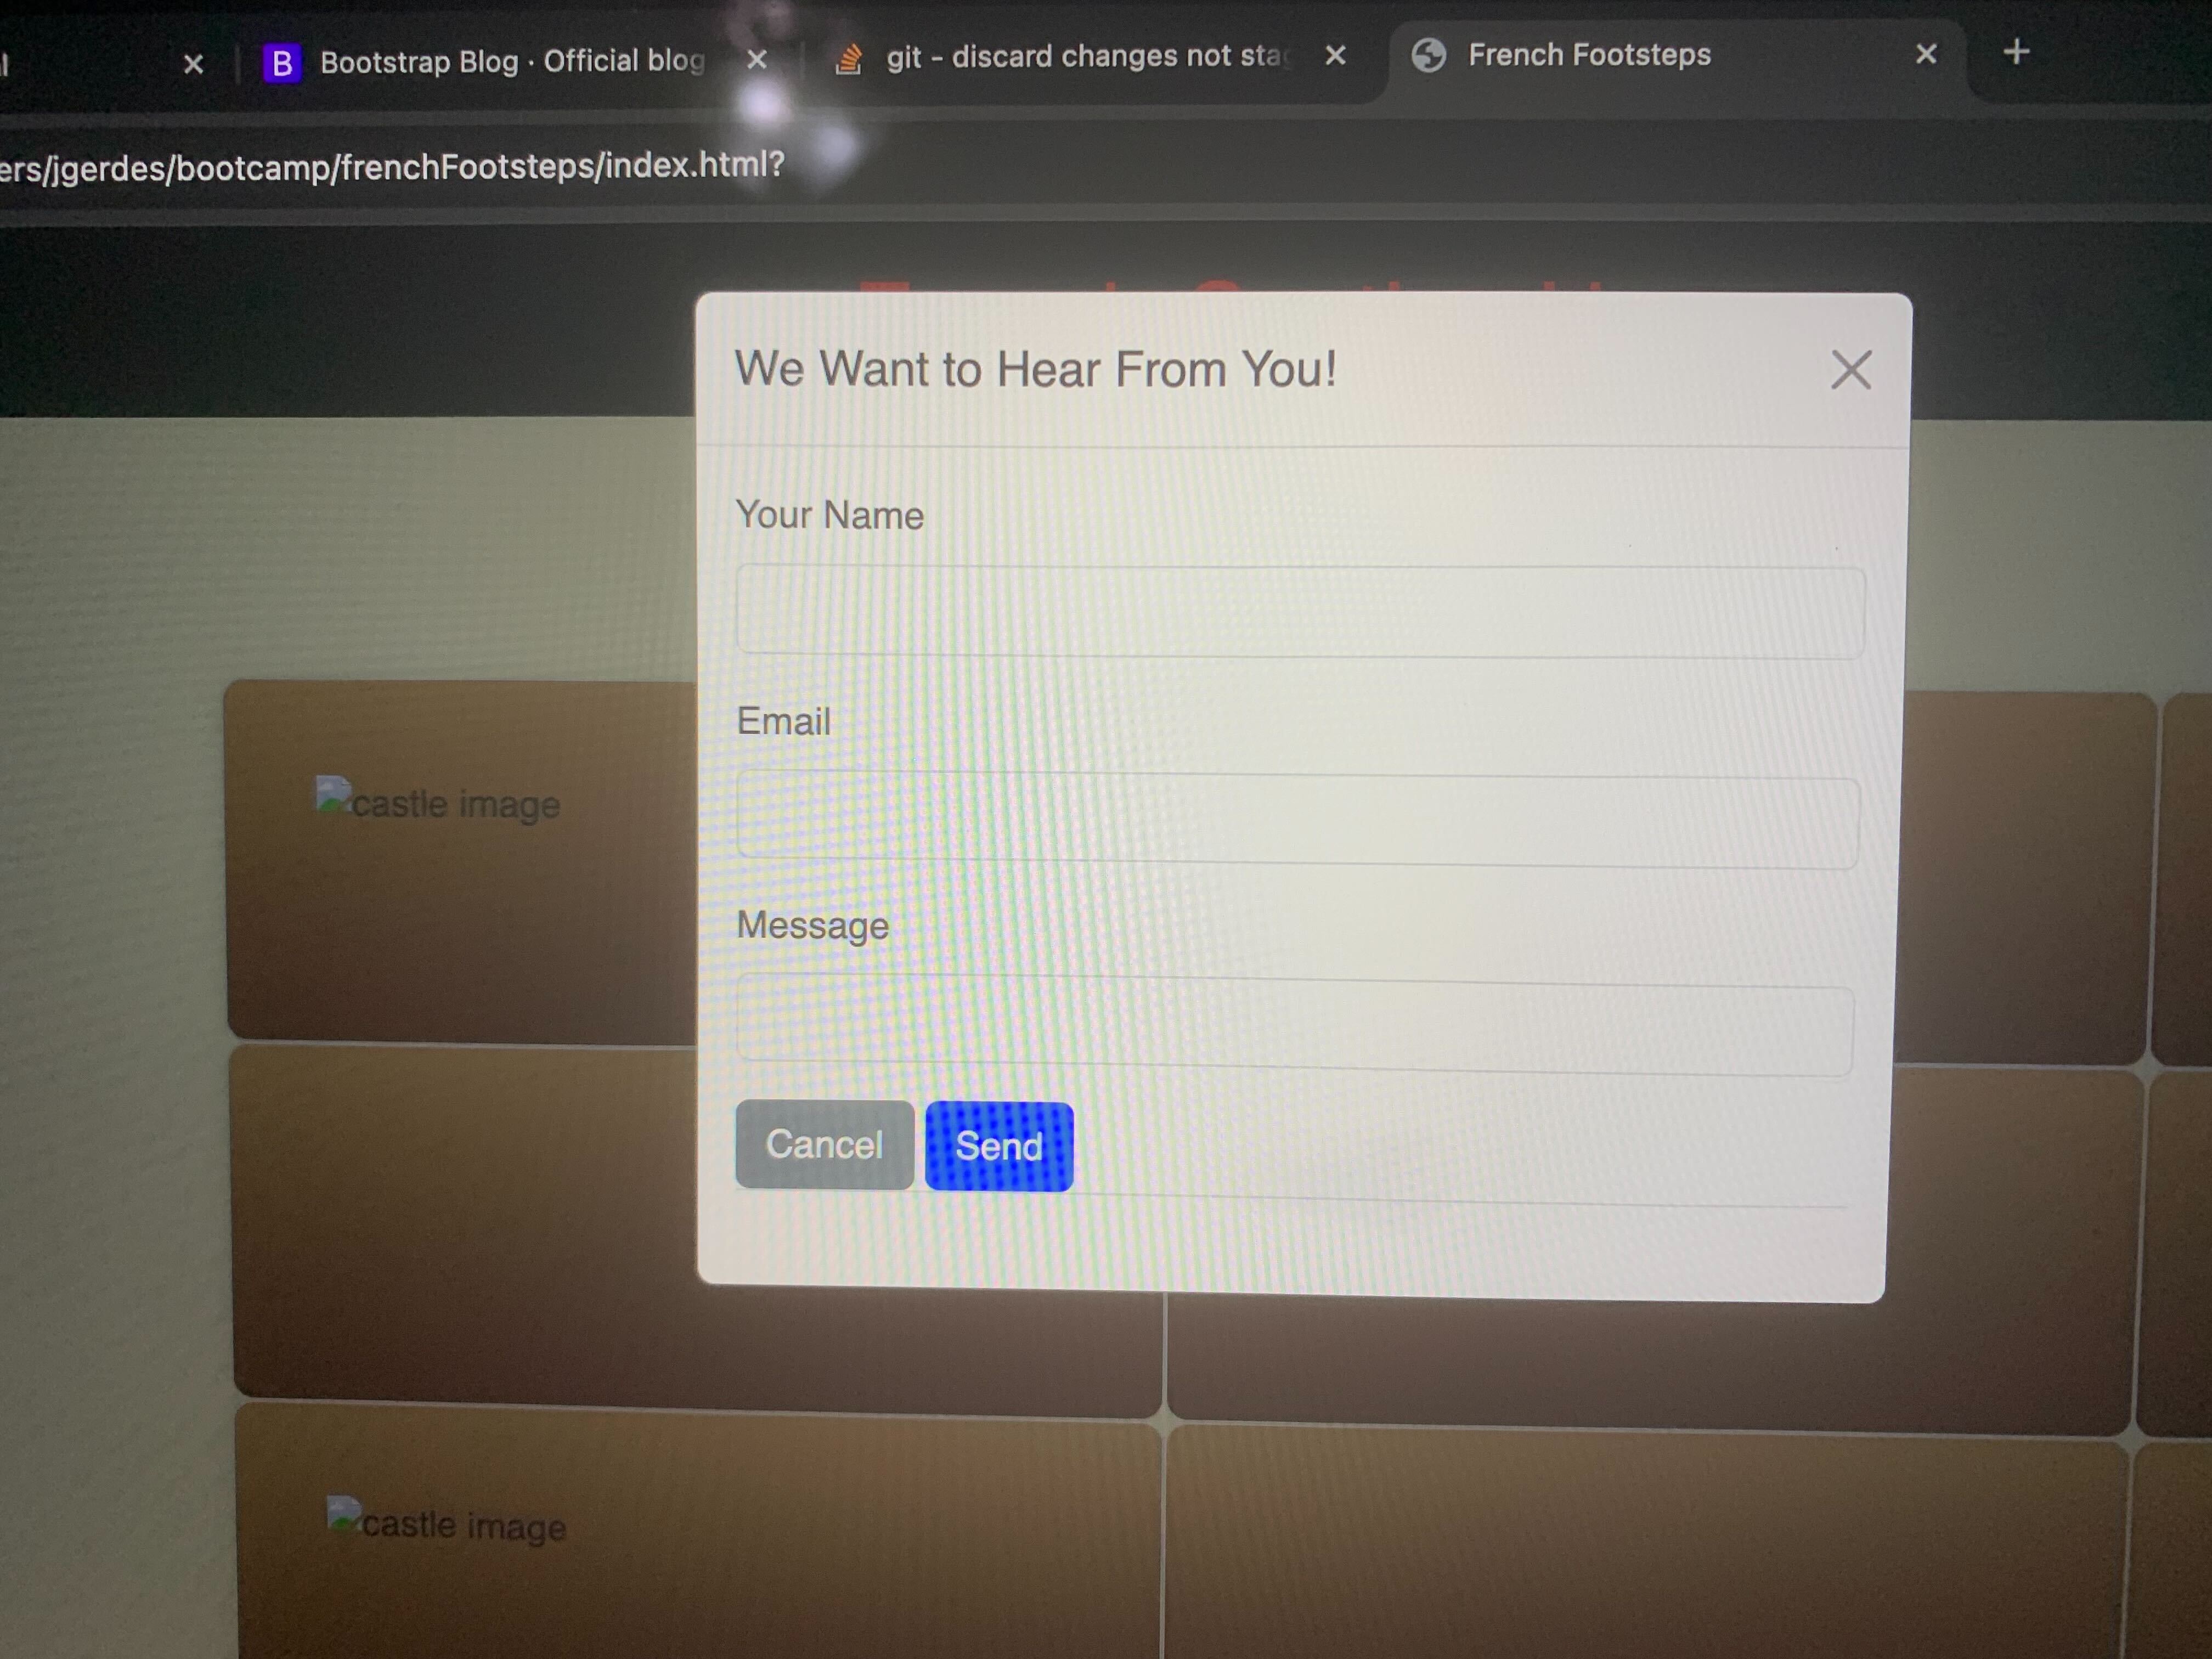 Bootstrap Blog · Official blog
git - discard changes not sta
French Footsteps
ers/jgerdes/bootcamp/frenchFootsteps/index.html?
We Want to Hear From You!
Your Name
Email
castle image
Message
Cancel
Send
castle image